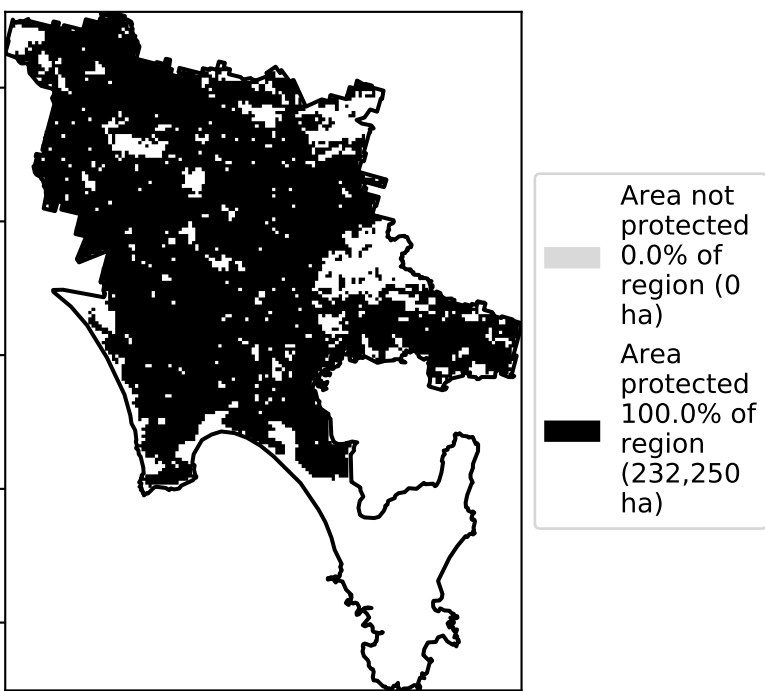 Area not
protected
0.0% of
region (0
ha)
Area
protected
100.0% of
region
(232,250
ha)